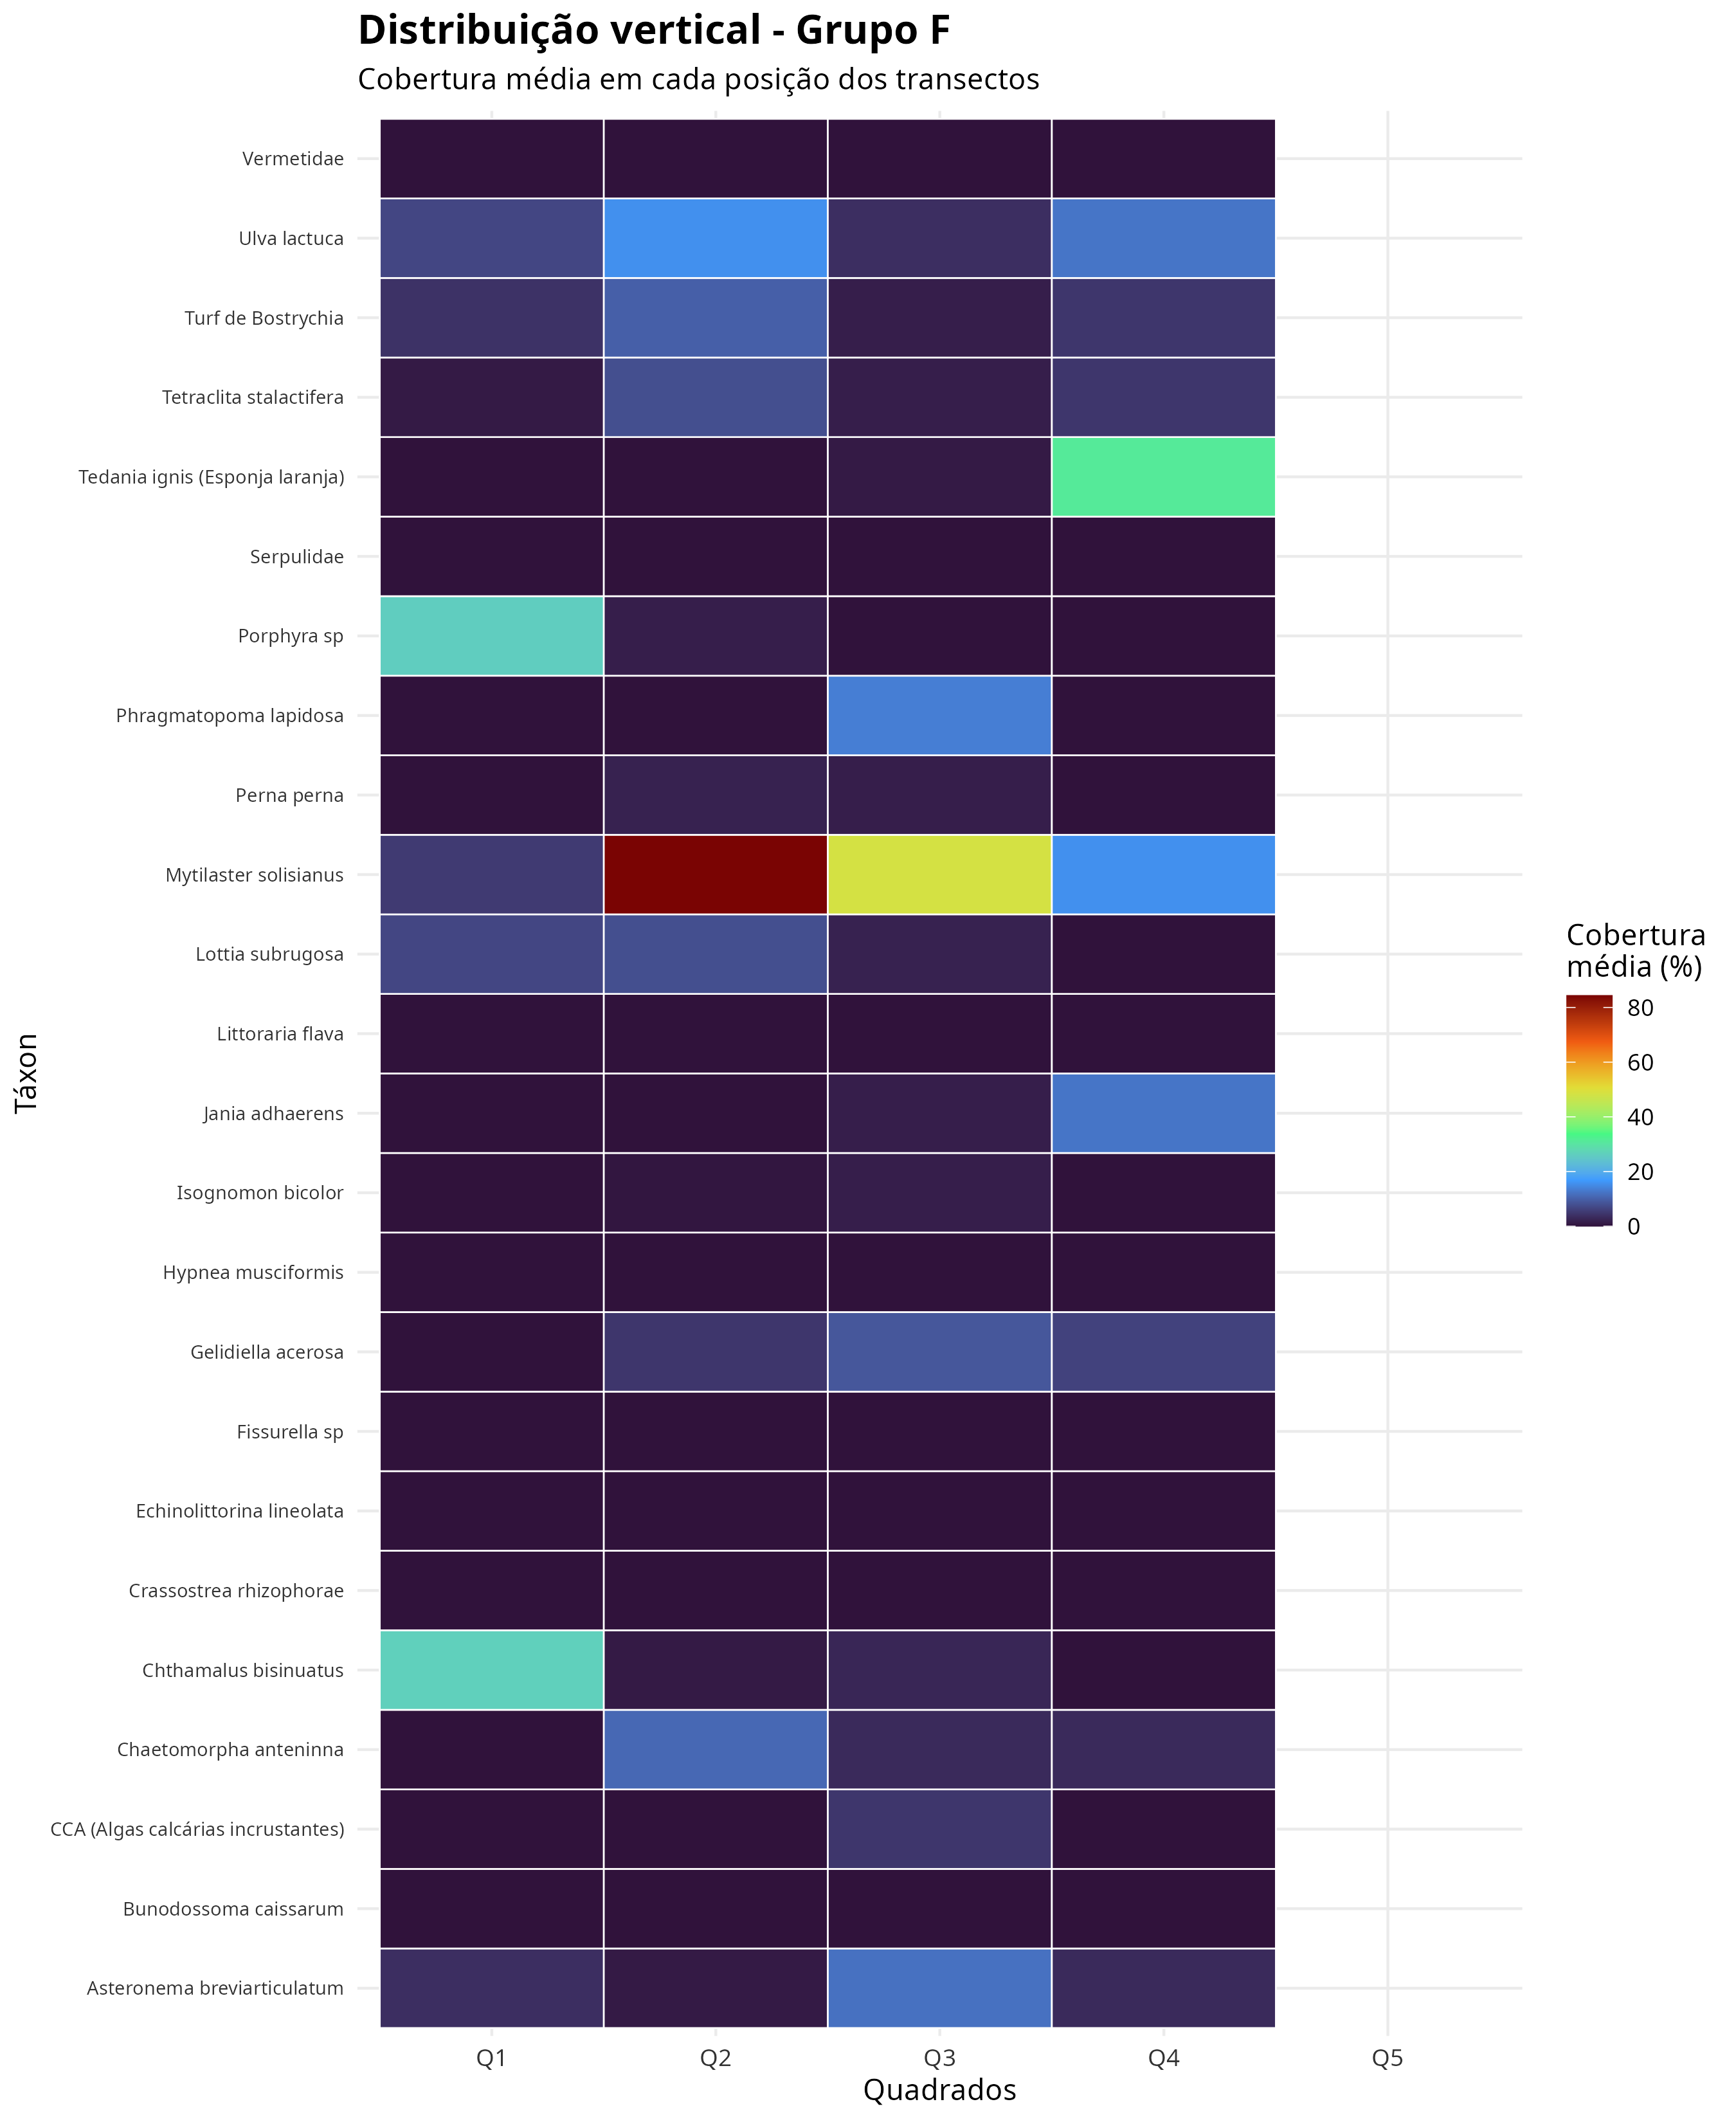 Distribuição vertical - Grupo F
Cobertura média em cada posição dos transectos
Táxon
Vermetidae
Ulva lactuca
Turf de Bostrychia
Tetraclita stalactifera
Tedania ignis (Esponja laranja)
Serpulidae
Porphyra sp
Phragmatopoma lapidosa
Perna perna
Mytilaster solisianus
Lottia subrugosa
Littoraria flava
Jania adhaerens
Isognomon bicolor
Hypnea musciformis
Gelidiella acerosa
Fissurella sp
Echinolittorina lineolata
Crassostrea rhizophorae
Chthamalus bisinuatus
Chaetomorpha anteninna
CCA (Algas calcárias incrustantes)
Bunodossoma caissarum
Asteronema breviarticulatum
Q1 Q2 Q3 Q4 Q5
Quadrados
Cobertura
média (%)
80
60
40
20
0